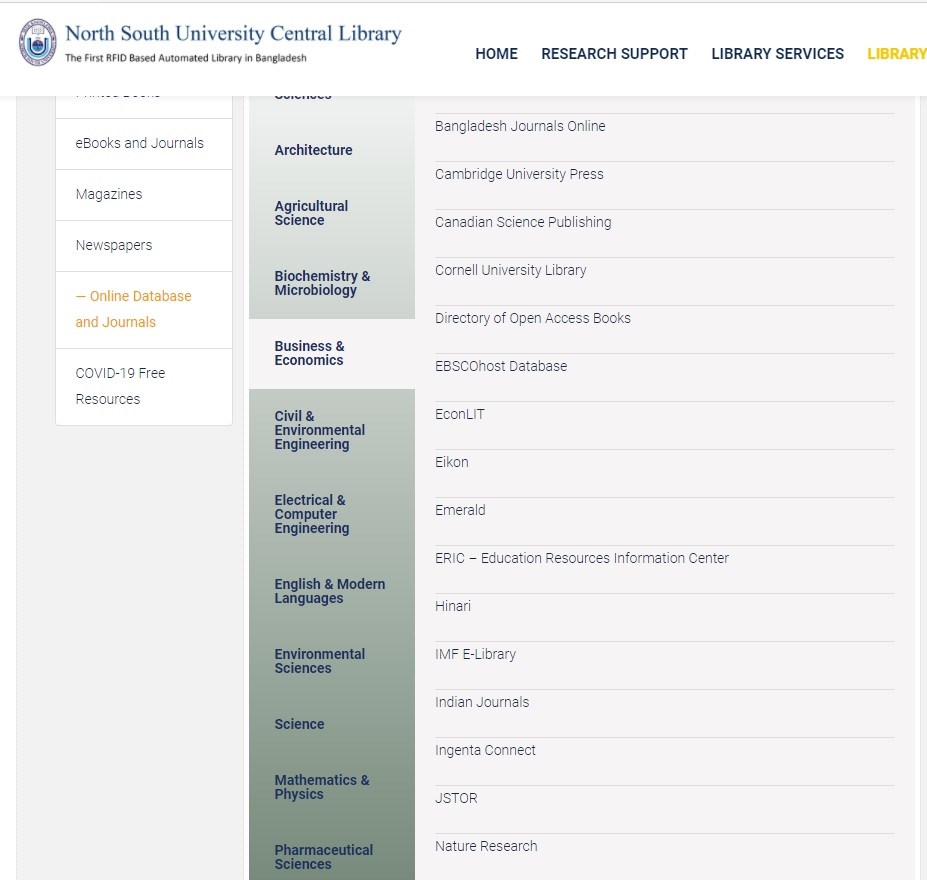 North South University Central Library
The First RFID Based Automated Library in Bangladesh
HOME
RESEARCH SUPPORT
LIBRARY SERVICES
LIBRARY
eBooks and Journals
Magazines
Newspapers
— Online Database
and Journals
COVID-19 Free
Resources
Sciences
Architecture
Agricultural
Science
Biochemistry &
Microbiology
Business &
Economics
Civil &
Environmental
Engineering
Electrical &
Computer
Engineering
English & Modern
Languages
Environmental
Sciences
Science
Mathematics &
Physics
Pharmaceutical
Sciences
Bangladesh Journals Online
Cambridge University Press
Canadian Science Publishing
Cornell University Library
Directory of Open Access Books
EBSCOhost Database
EconLIT
Eikon
Emerald
ERIC – Education Resources Information Center
Hinari
IMF E-Library
Indian Journals
Ingenta Connect
JSTOR
Nature Research